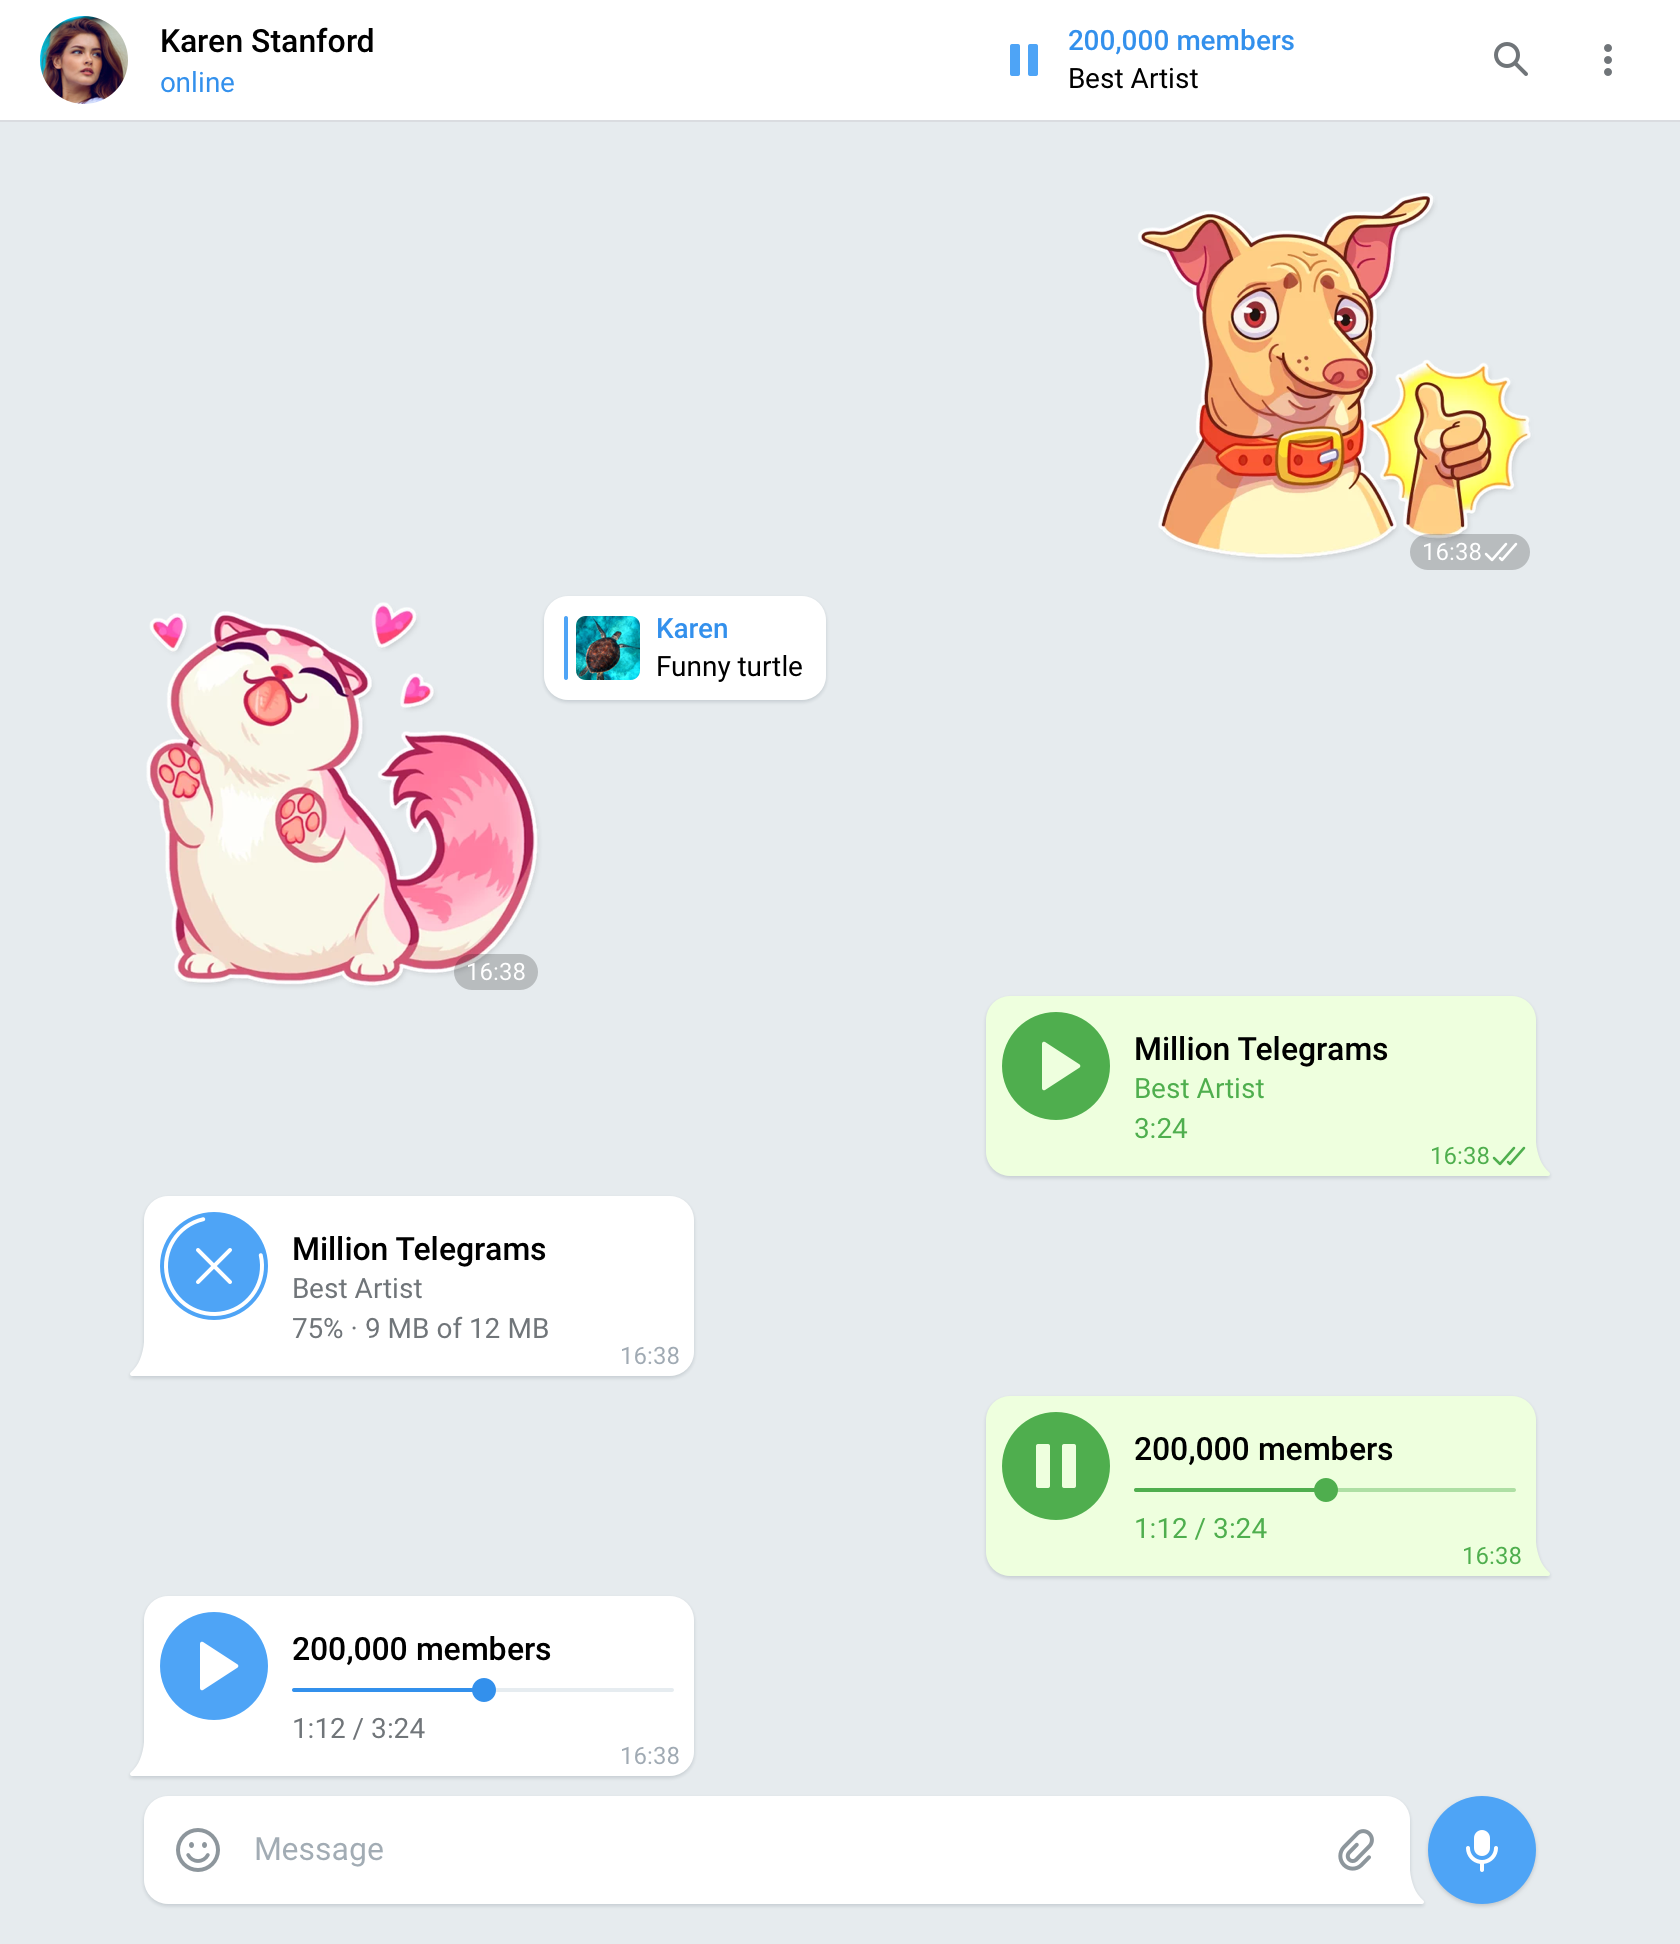 Karen Stanford
online
200,000 members
Best Artist
16:38
Karen
Funny turtle
16:38
Million Telegrams
Best Artist
3:24
16:38
Million Telegrams
Best Artist
75% · 9 MB of 12 MB
16:38
200,000 members
1:12 / 3:24
16:38
200,000 members
1:12 / 3:24
16:38
Message